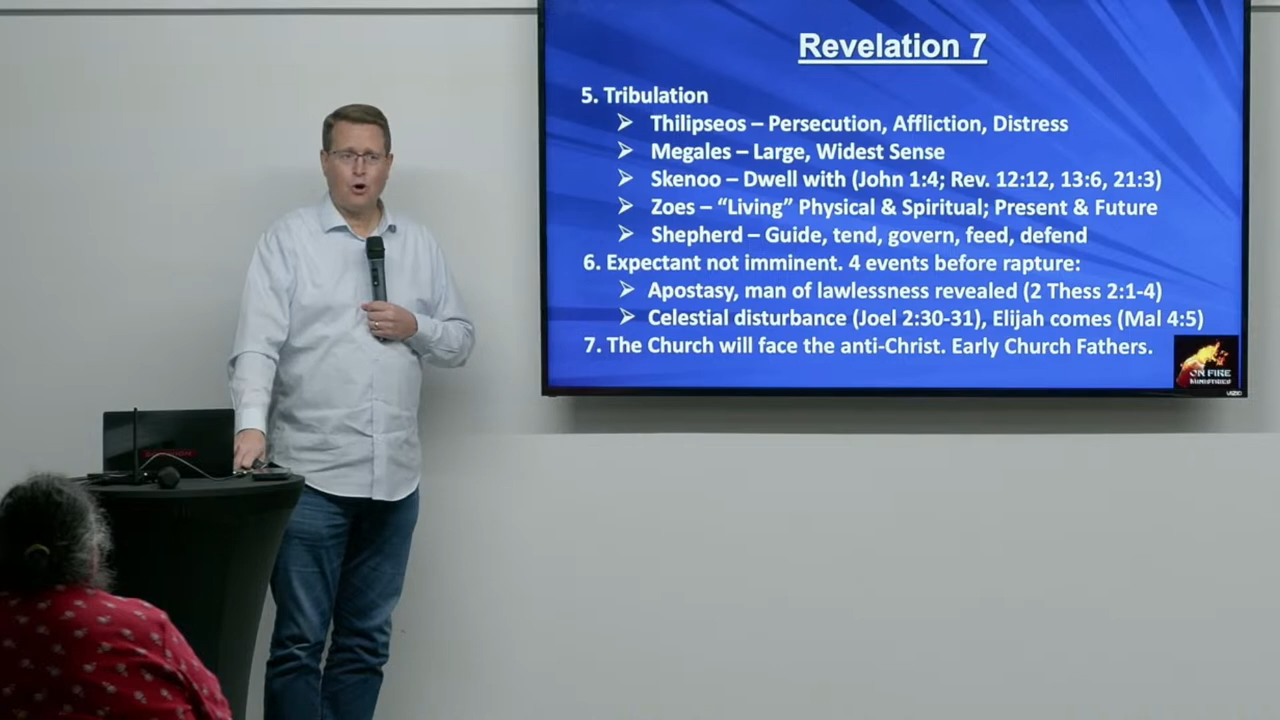 Revelation 7
5. Tribulation
➢ Thilipseos – Persecution, Affliction, Distress
➢ Megales – Large, Widest Sense
➢ Skenoo – Dwell with (John 1:4; Rev. 12:12, 13:6, 21:3)
➢ Zoes – “Living” Physical & Spiritual; Present & Future
➢ Shepherd – Guide, tend, govern, feed, defend
6. Expectant not imminent. 4 events before rapture:
➢ Apostasy, man of lawlessness revealed (2 Thess 2:1-4)
➢ Celestial disturbance (Joel 2:30-31), Elijah comes (Mal 4:5)
7. The Church will face the anti-Christ. Early Church Fathers.
ON FIRE
MINISTRIES
VIZIO